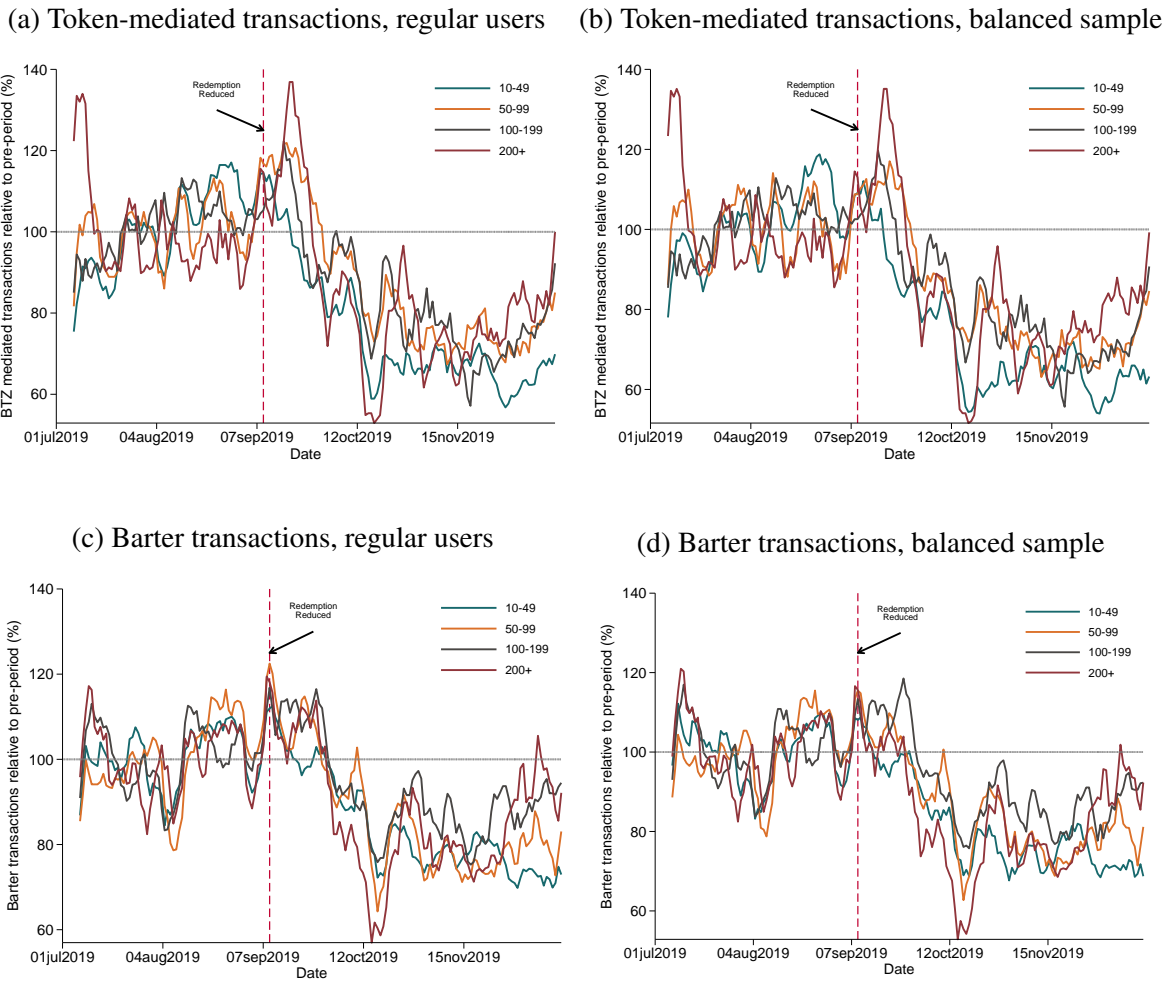 (a) Token-mediated transactions, regular users
BTZ mediated transactions relative to pre-period (%)
140
120
100
80
60
Redemption
Reduced
10-49
50-99
100-199
200+
01jul2019
04aug2019
07sep2019
12oct2019
15nov2019
Date
(b) Token-mediated transactions, balanced sample
BTZ mediated transactions relative to pre-period (%)
140
120
100
80
60
Redemption
Reduced
10-49
50-99
100-199
200+
01jul2019
04aug2019
07sep2019
12oct2019
15nov2019
Date
(c) Barter transactions, regular users
Barter transactions relative to pre-period (%)
140
120
100
80
60
Redemption
Reduced
10-49
50-99
100-199
200+
01jul2019
04aug2019
07sep2019
12oct2019
15nov2019
Date
(d) Barter transactions, balanced sample
Barter transactions relative to pre-period (%)
140
120
100
80
60
Redemption
Reduced
10-49
50-99
100-199
200+
01jul2019
04aug2019
07sep2019
12oct2019
15nov2019
Date